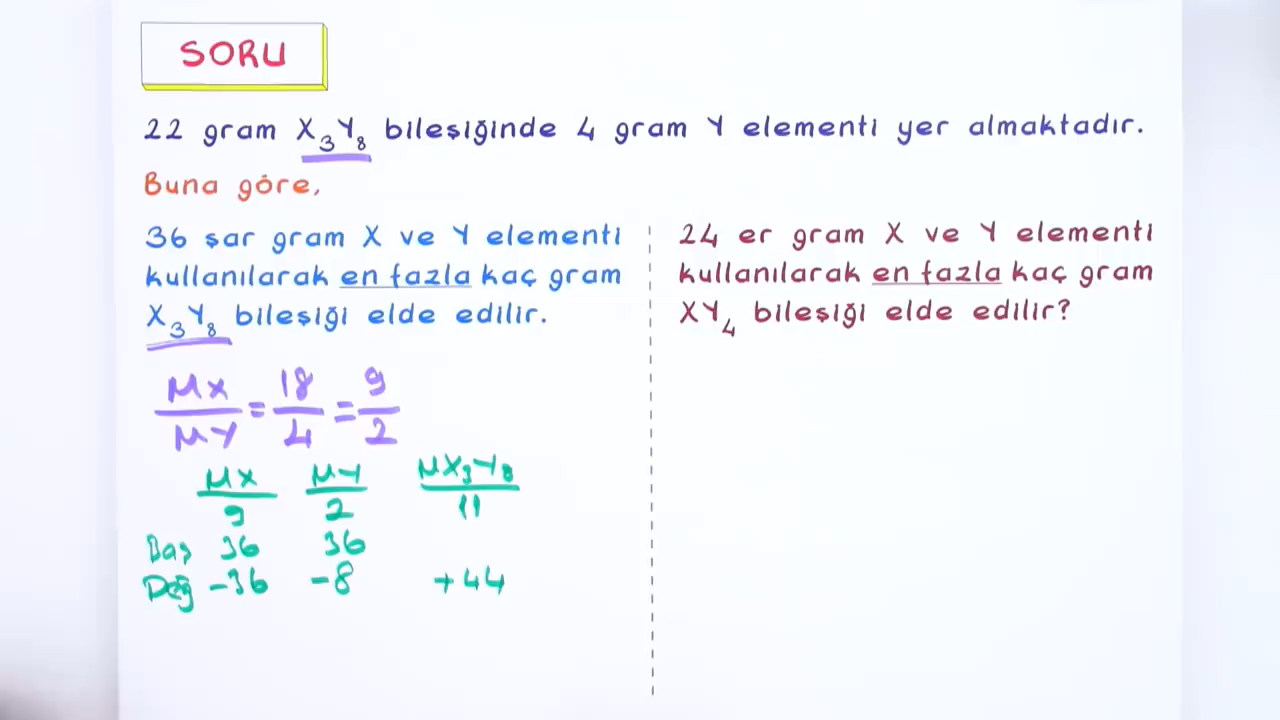 SORU
22 gram X₃Y₈ bileşiğinde 4 gram Y elementi yer almaktadır.
Buna göre,
36 şar gram X ve Y elementi
kullanılarak en fazla kaç gram
X₃Y₈ bileşiği elde edilir.
MX/MY = 18/4 = 9/2
MX MY MX₃Y₈
9 2 11
Baş 36 36
Değ -36 -8 +44
24 er gram X ve Y elementi
kullanılarak en fazla kaç gram
XY₄ bileşiği elde edilir?